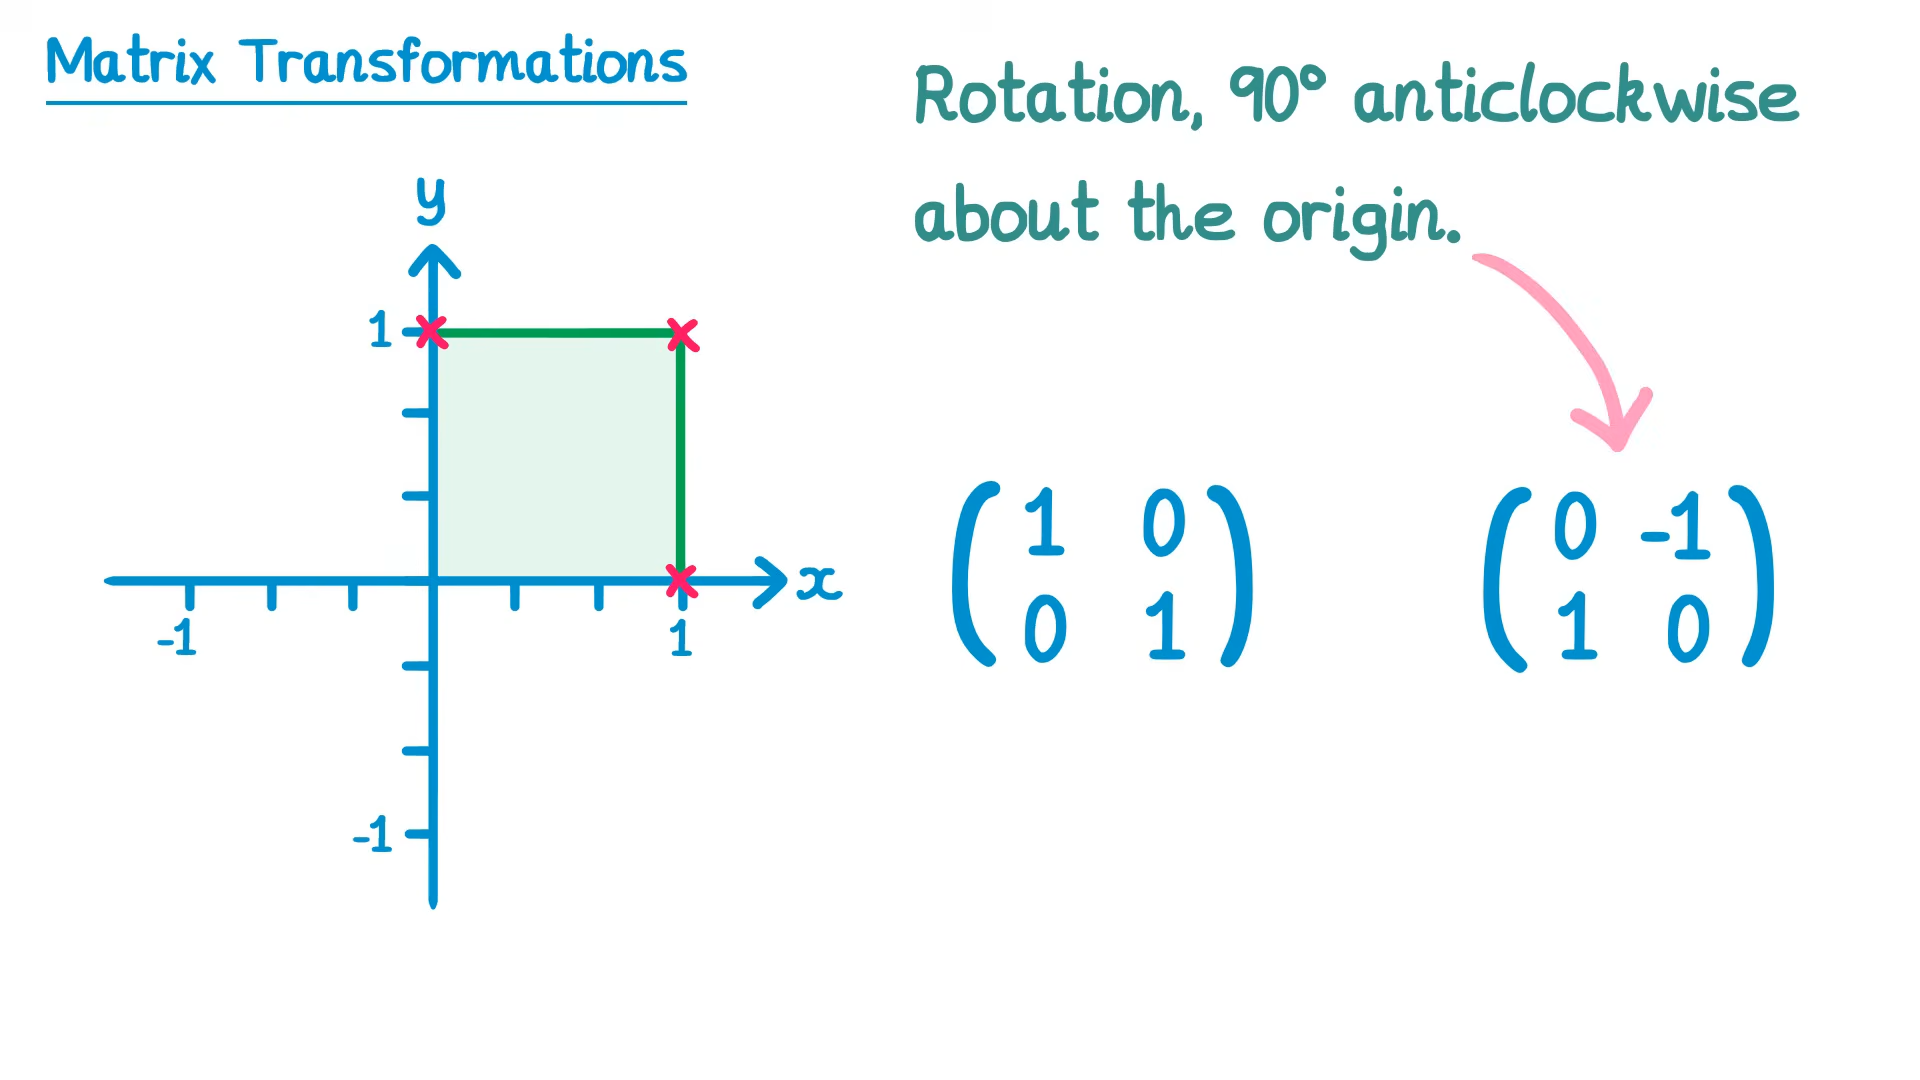 Matrix Transformations
Rotation, 90° anticlockwise
about the origin.
y
1
x
-1
1
-1
( 1 0 ) ( 0 -1 )
( 0 1 ) ( 1 0 )